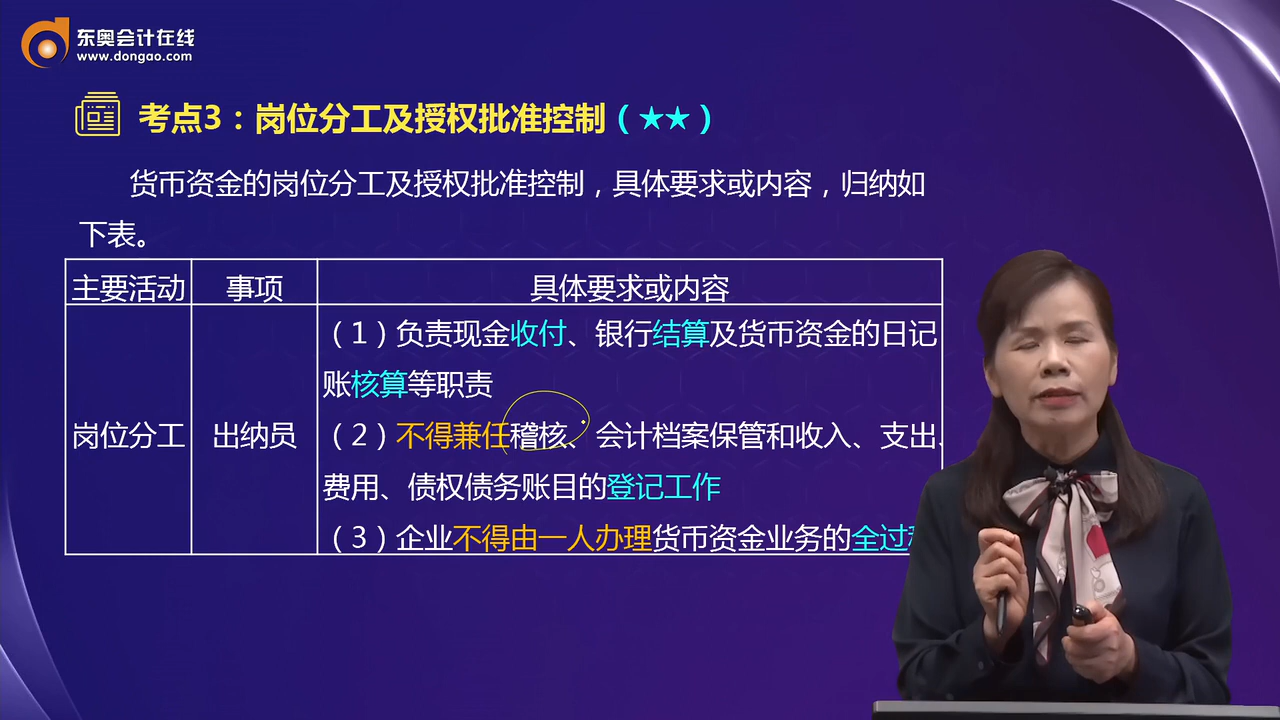 东奥会计在线
www.dongao.com
考点3：岗位分工及授权批准控制（★★）
货币资金的岗位分工及授权批准控制，具体要求或内容，归纳如
下表。
主要活动 事项 具体要求或内容
岗位分工 出纳员
（1）负责现金收付、银行结算及货币资金的日记
账核算等职责
（2）不得兼任稽核、会计档案保管和收入、支出、
费用、债权债务账目的登记工作
（3）企业不得由一人办理货币资金业务的全过